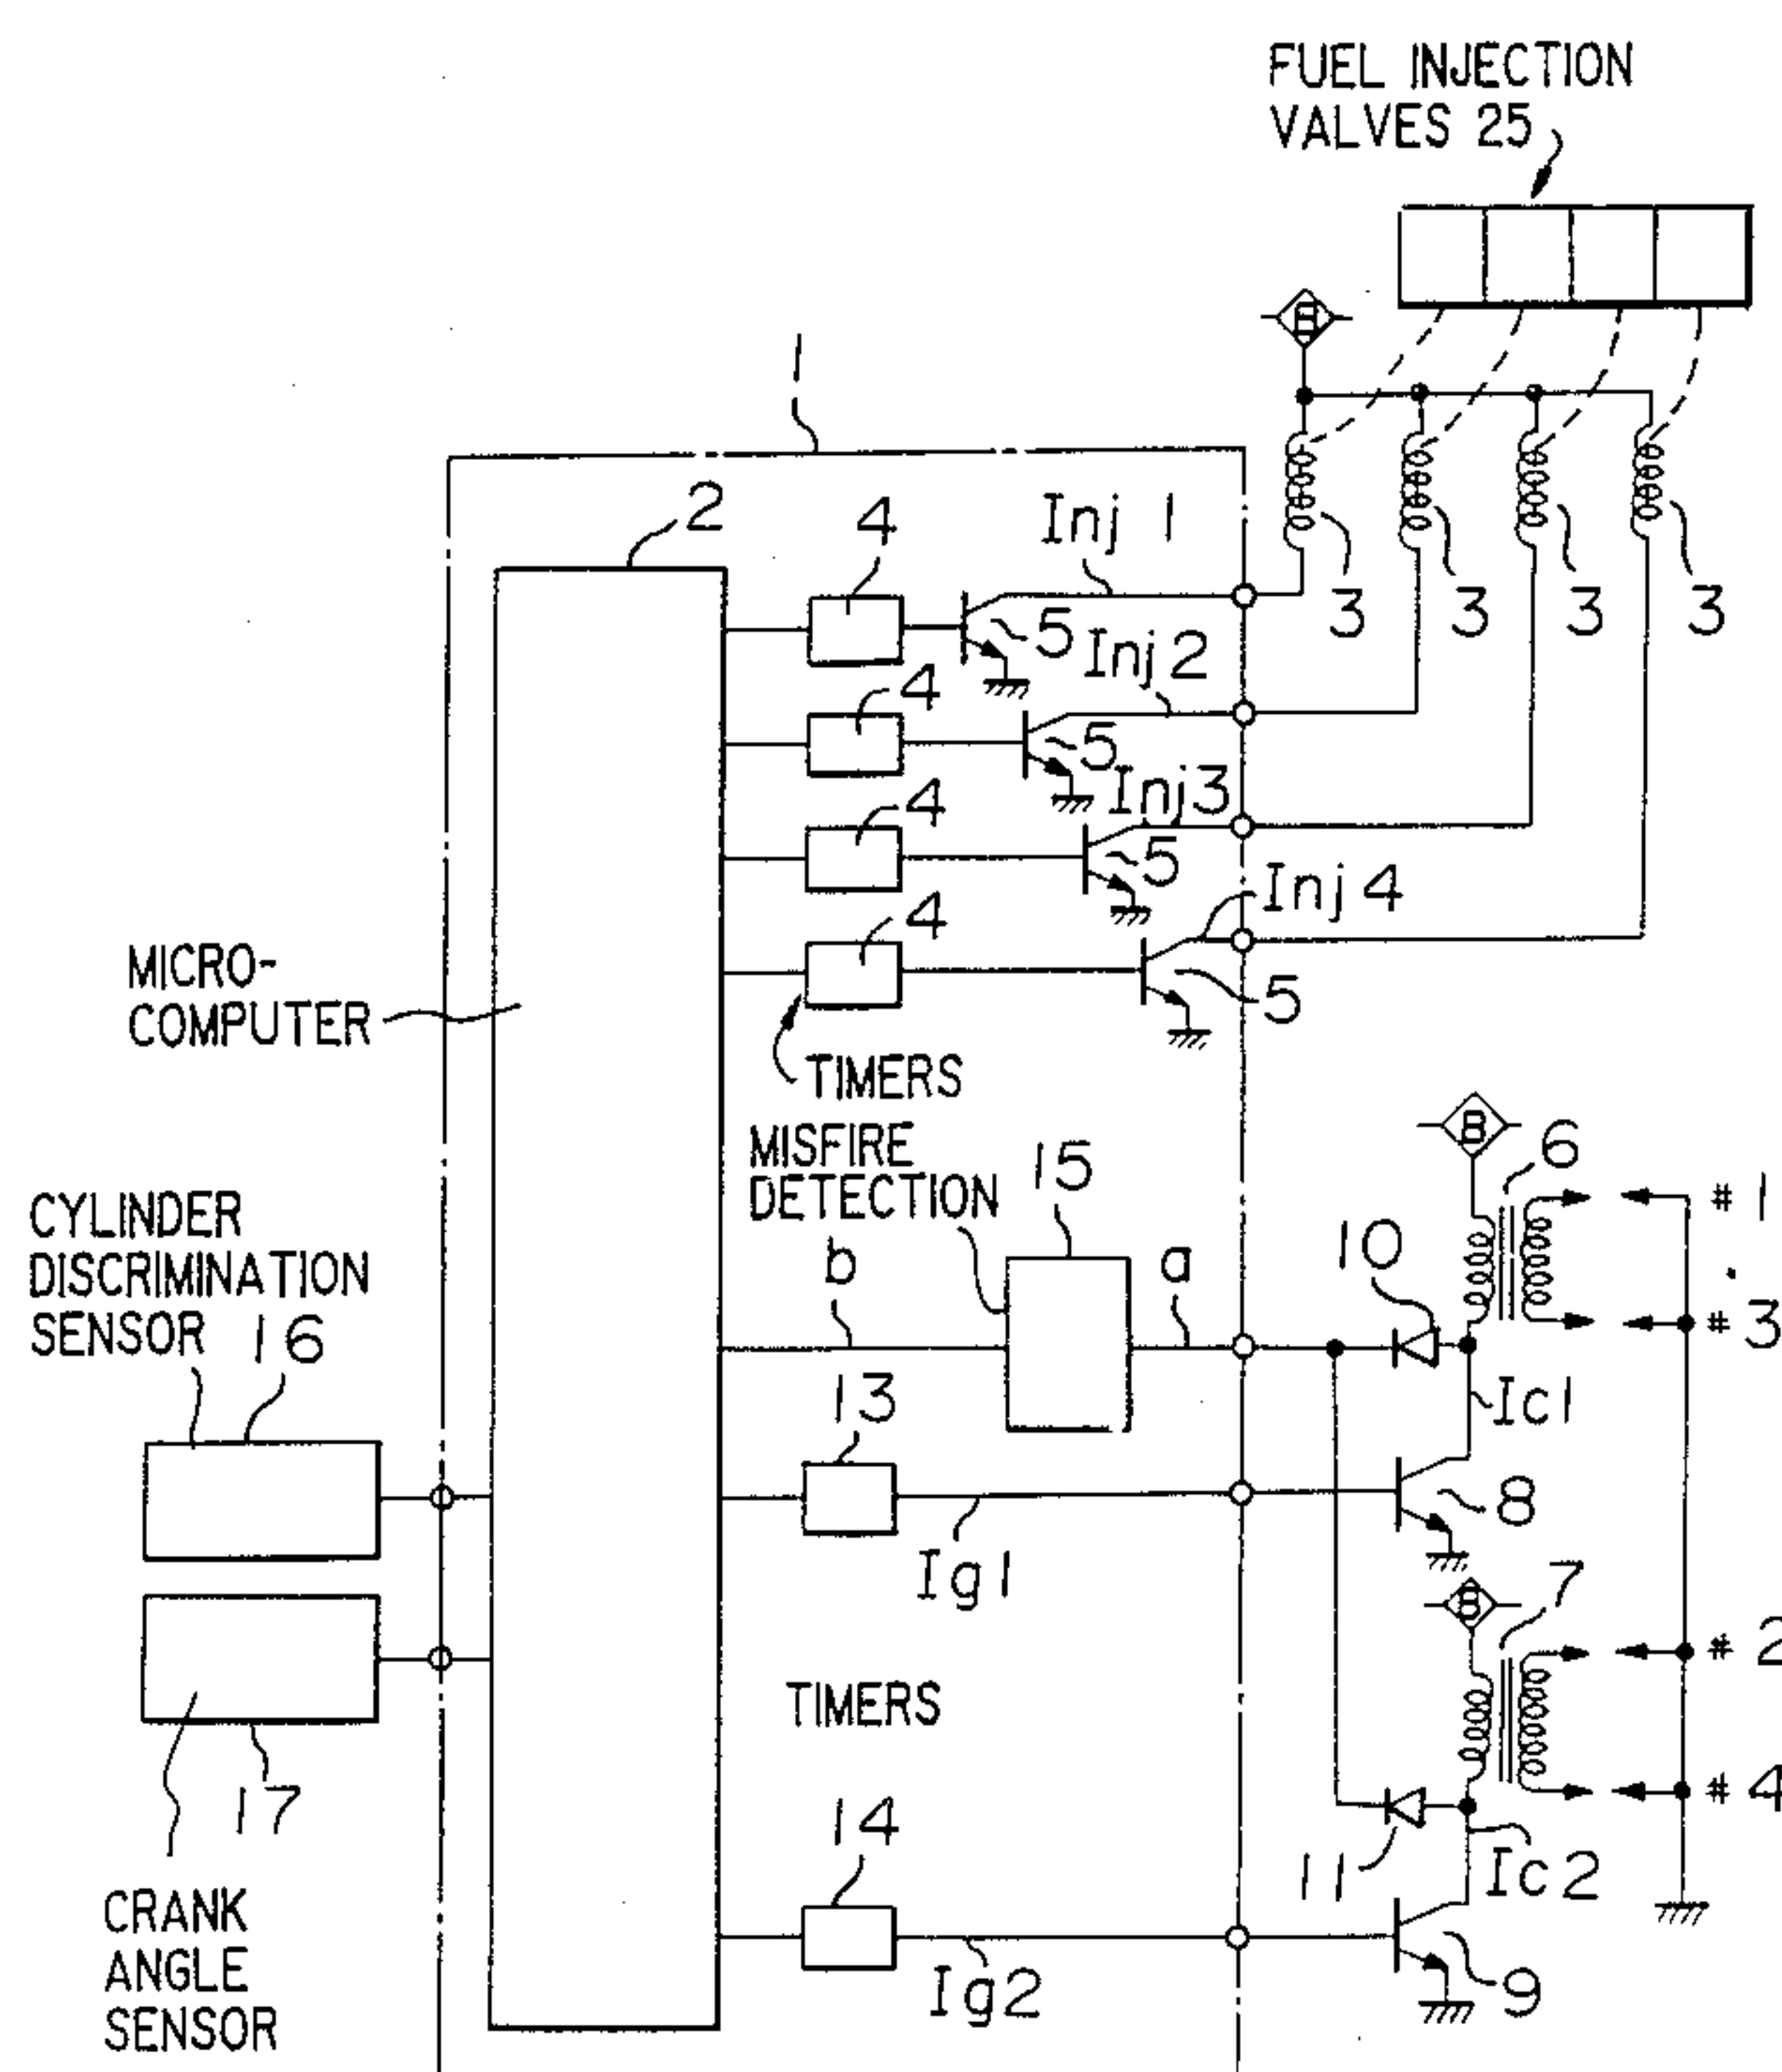 FUEL INJECTION
VALVES 25
B
1
2
4
Inj 1
3
3
3
3
5
4
Inj 2
5
4
Inj 3
5
4
Inj 4
5
MICRO-
COMPUTER
TIMERS
MISFIRE
DETECTION
15
B
6
#1
CYLINDER
DISCRIMINATION
SENSOR
16
b
a
10
#3
13
Ic1
8
Ig1
B
7
#2
TIMERS
17
14
#4
11
Ic2
CRANK
ANGLE
SENSOR
Ig2
9